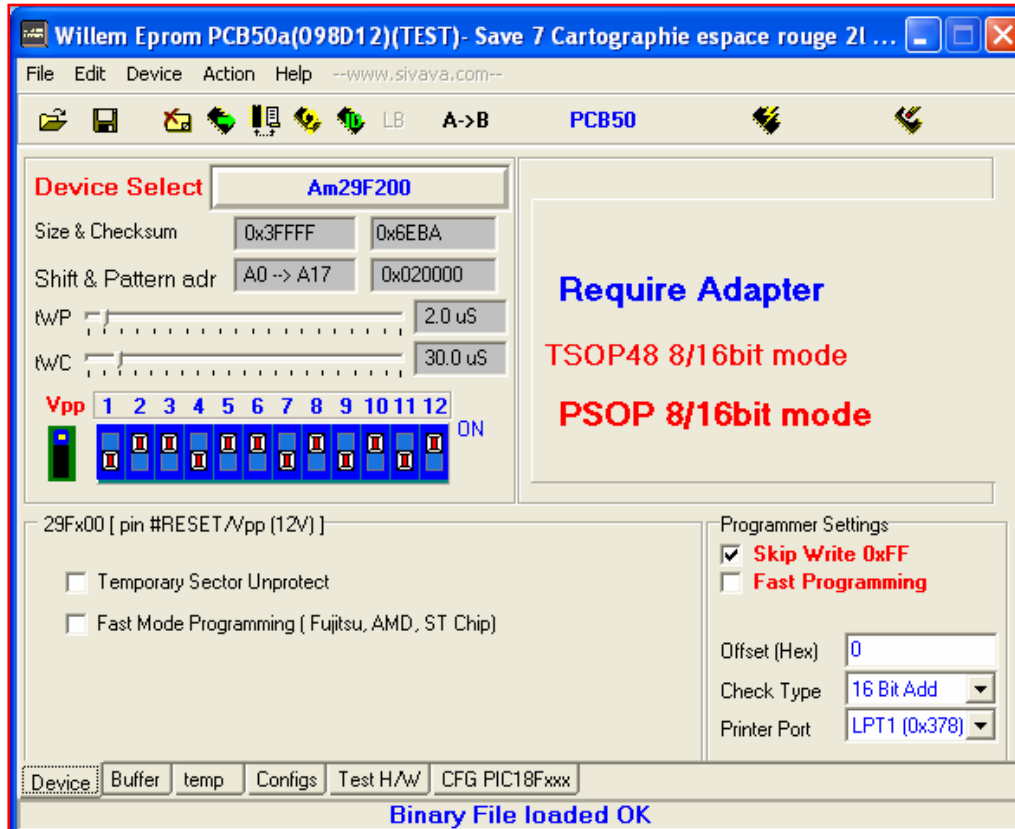 Willem Eprom PCB50a(098D12)(TEST)- Save 7 Cartographie espace rouge 2l ...
File Edit Device Action Help --www.sivava.com--
LB A->B PCB50
Device Select Am29F200
Size & Checksum 0x3FFFF 0x6EBA
Shift & Pattern adr A0 --> A17 0x020000
tWP 2.0 uS
tWC 30.0 uS
Vpp 1 2 3 4 5 6 7 8 9 10 11 12
ON
Require Adapter
TSOP48 8/16bit mode
PSOP 8/16bit mode
29Fx00 [ pin #RESET/Vpp (12V) ]
Temporary Sector Unprotect
Fast Mode Programming ( Fujitsu, AMD, ST Chip)
Programmer Settings
Skip Write 0xFF
Fast Programming
Offset (Hex) 0
Check Type 16 Bit Add
Printer Port LPT1 (0x378)
Device Buffer temp Configs Test H/W CFG PIC18Fxxx
Binary File loaded OK